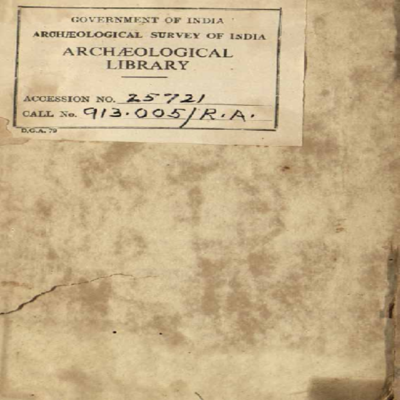 GOVERNMENT OF INDIA
ARCHÆOLOGICAL SURVEY OF INDIA
ARCHÆOLOGICAL
LIBRARY
ACCESSION NO. 25721
CALL No. 913.005/R.A.
D.G.A. 79